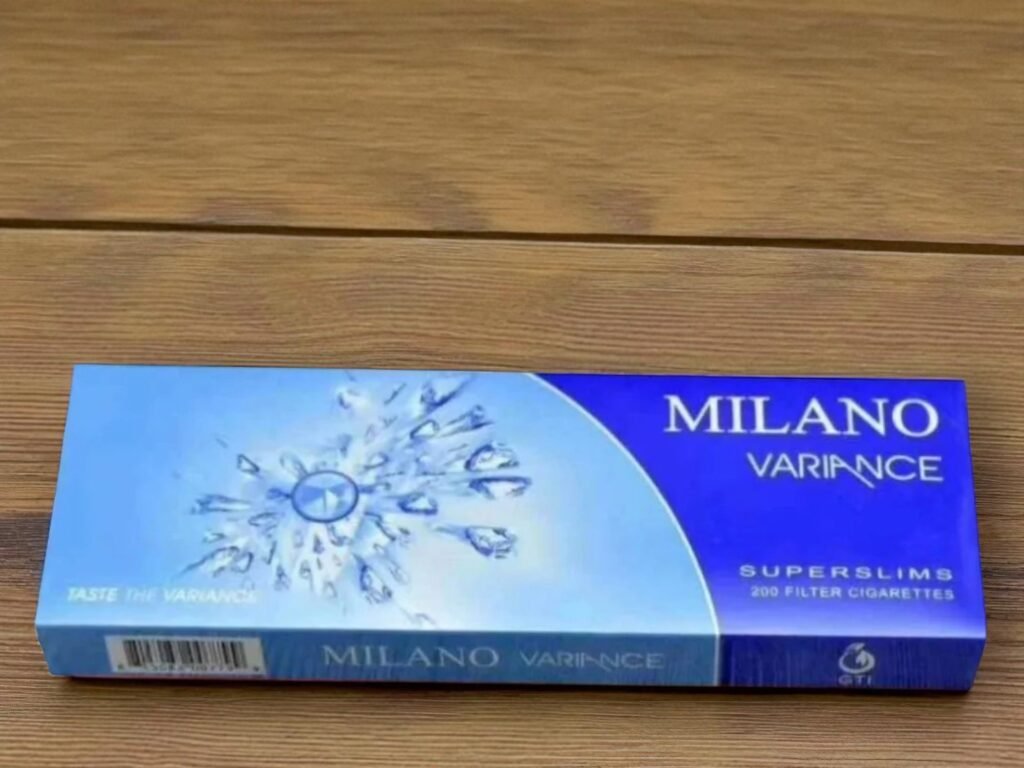 MILANO
VARIANCE
SUPERSLIMS
200 FILTER CIGARETTES
TASTE THE VARIANCE
MILANO VARIANCE
GTI